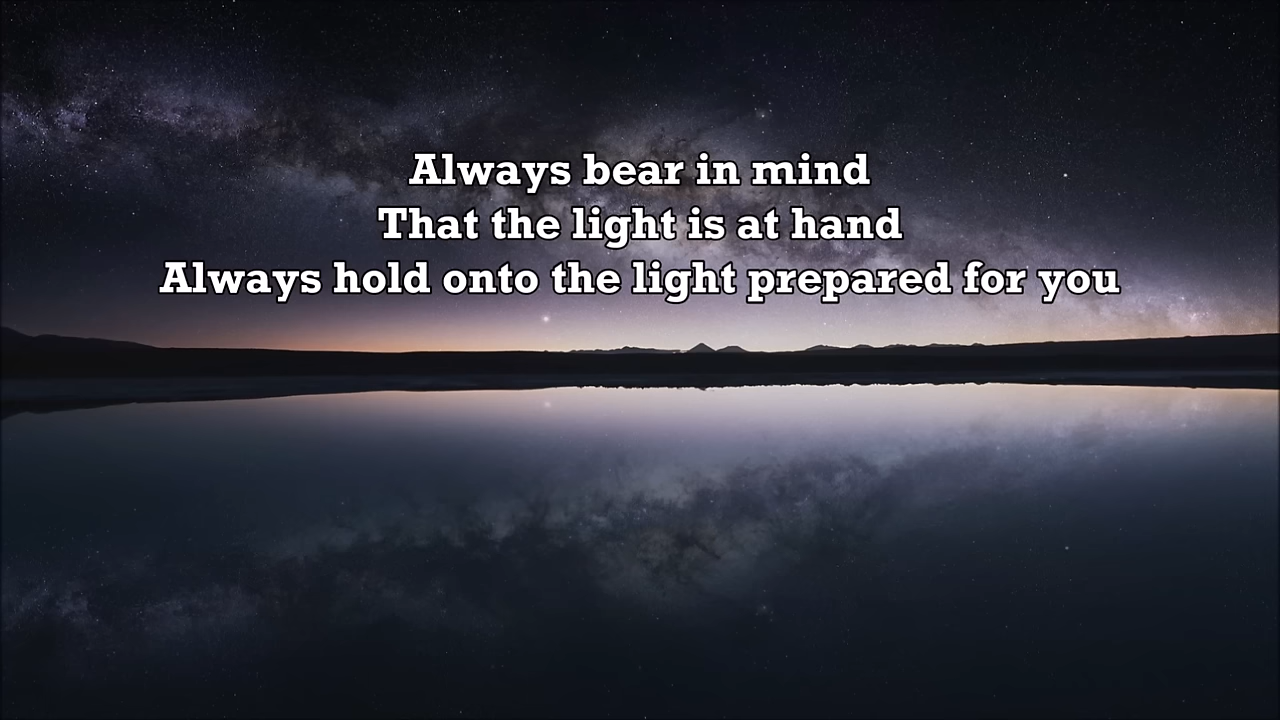 Always bear in mind
That the light is at hand
Always hold onto the light prepared for you